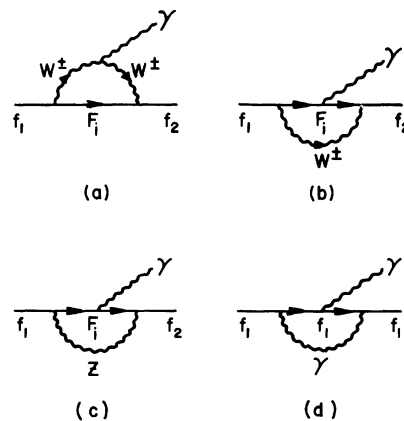 γ
W± W±
f₁ Fᵢ f₂
(a)
γ
f₁ Fᵢ f₂
W±
(b)
γ
f₁ Fᵢ f₂
Z
(c)
γ
f₁ f₁ f₁
γ
(d)